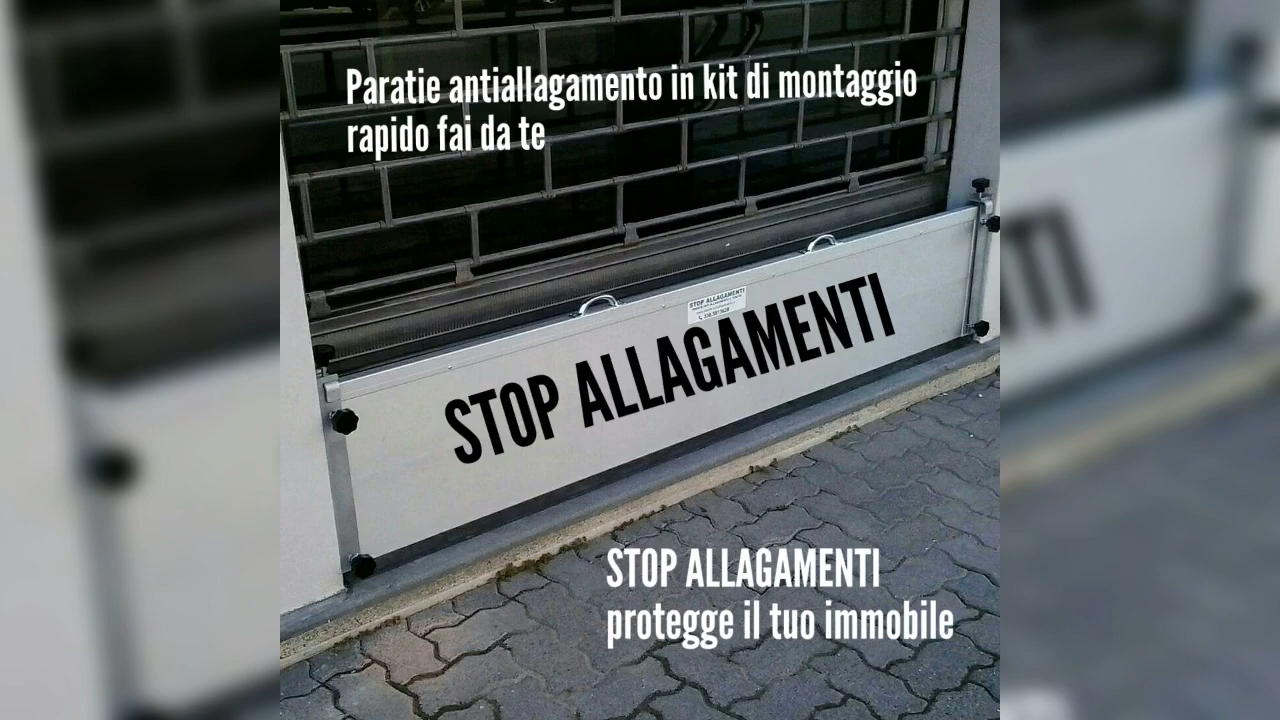 Paratie antiallagamento in kit di montaggio
rapido fai da te
STOP ALLAGAMENTI
STOP ALLAGAMENTI
STOP ALLAGAMENTI
protegge il tuo immobile